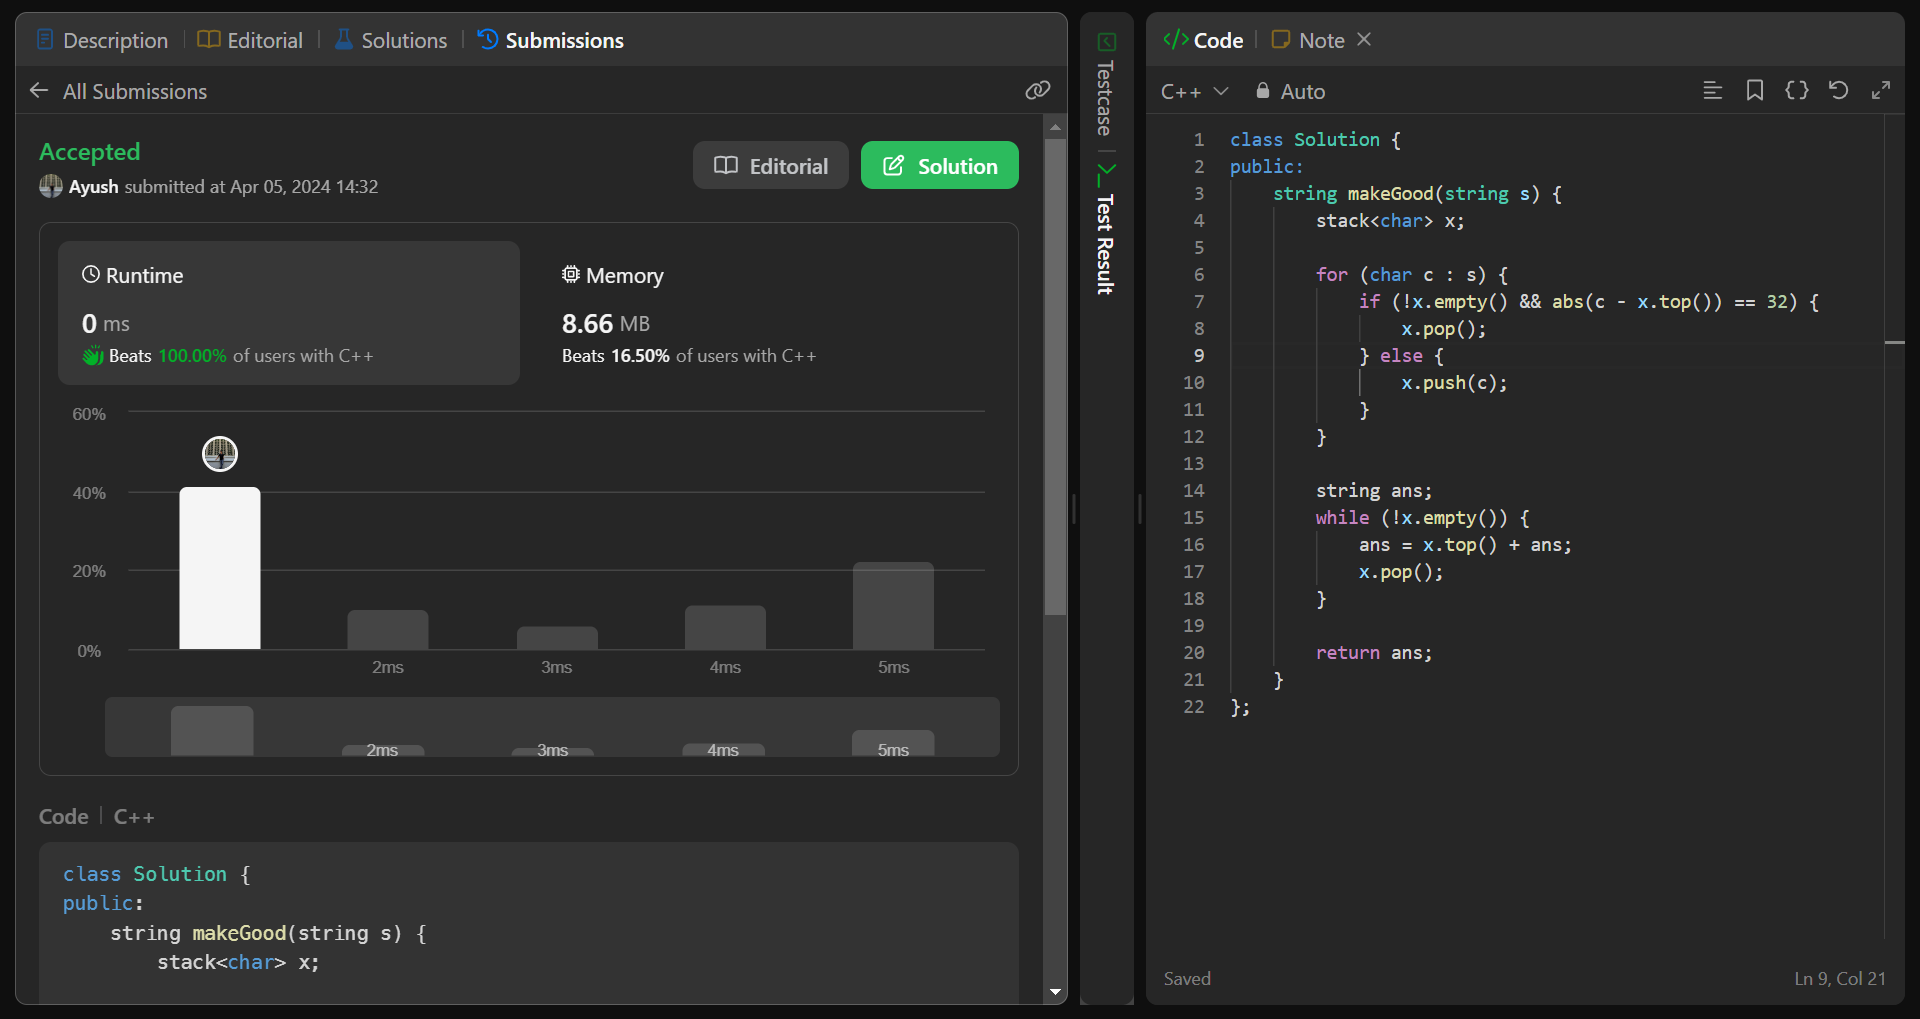 Description | Editorial | Solutions | Submissions
All Submissions
Accepted
Ayush submitted at Apr 05, 2024 14:32
Editorial
Solution
Runtime
0 ms
Beats 100.00% of users with C++
Memory
8.66 MB
Beats 16.50% of users with C++
60%
40%
20%
0%
2ms 3ms 4ms 5ms
2ms 3ms 4ms 5ms
Code | C++
class Solution {
public:
    string makeGood(string s) {
        stack<char> x;
Testcase
Test Result
</> Code | Note
C++ Auto
1 class Solution {
2 public:
3     string makeGood(string s) {
4         stack<char> x;
5
6         for (char c : s) {
7             if (!x.empty() && abs(c - x.top()) == 32) {
8                 x.pop();
9             } else {
10                 x.push(c);
11             }
12         }
13
14         string ans;
15         while (!x.empty()) {
16             ans = x.top() + ans;
17             x.pop();
18         }
19
20         return ans;
21     }
22 };
Saved
Ln 9, Col 21